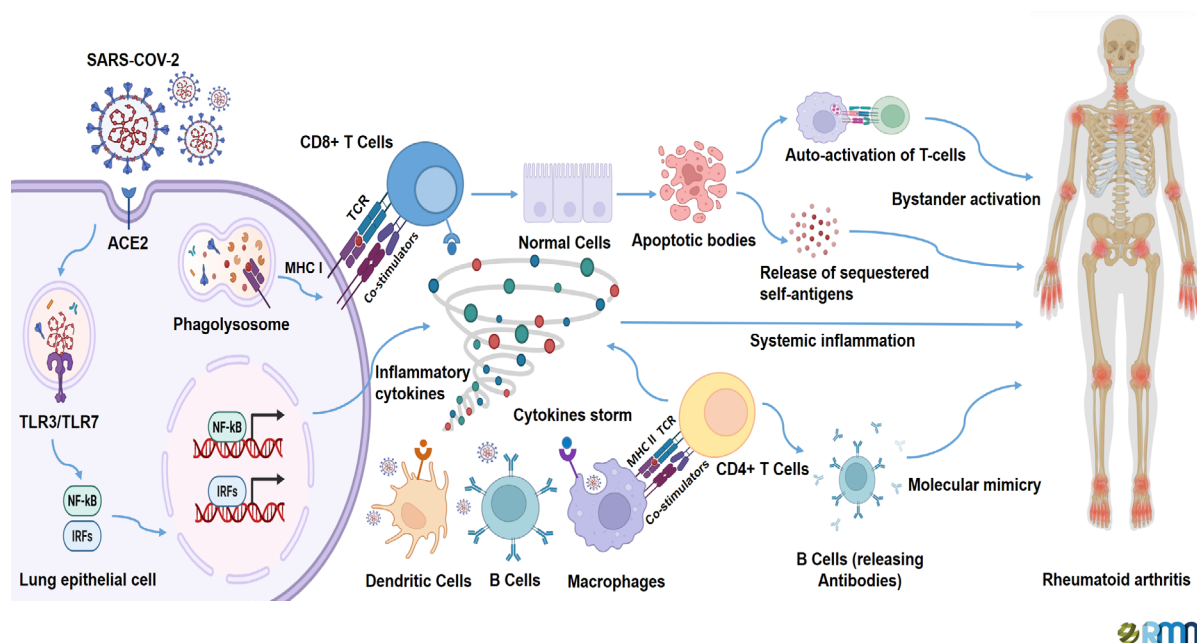 SARS-COV-2
ACE2
TLR3/TLR7
NF-kB
IRFs
Lung epithelial cell
Phagolysosome
NF-kB
IRFs
MHC I
TCR
Co-stimulators
CD8+ T Cells
Normal Cells
Apoptotic bodies
Auto-activation of T-cells
Bystander activation
Release of sequestered
self-antigens
Systemic inflammation
Inflammatory
cytokines
Cytokines storm
MHC II TCR
Co-stimulators
CD4+ T Cells
Dendritic Cells
B Cells
Macrophages
B Cells (releasing
Antibodies)
Molecular mimicry
Rheumatoid arthritis